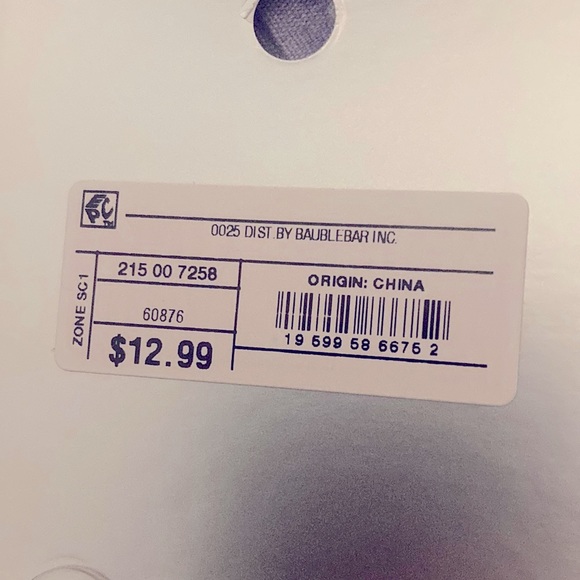 EPC
0025 DIST. BY BAUBLEBAR INC.
ZONE SC1
215 00 7258
60876
$12.99
ORIGIN: CHINA
19 599 58 6675 2